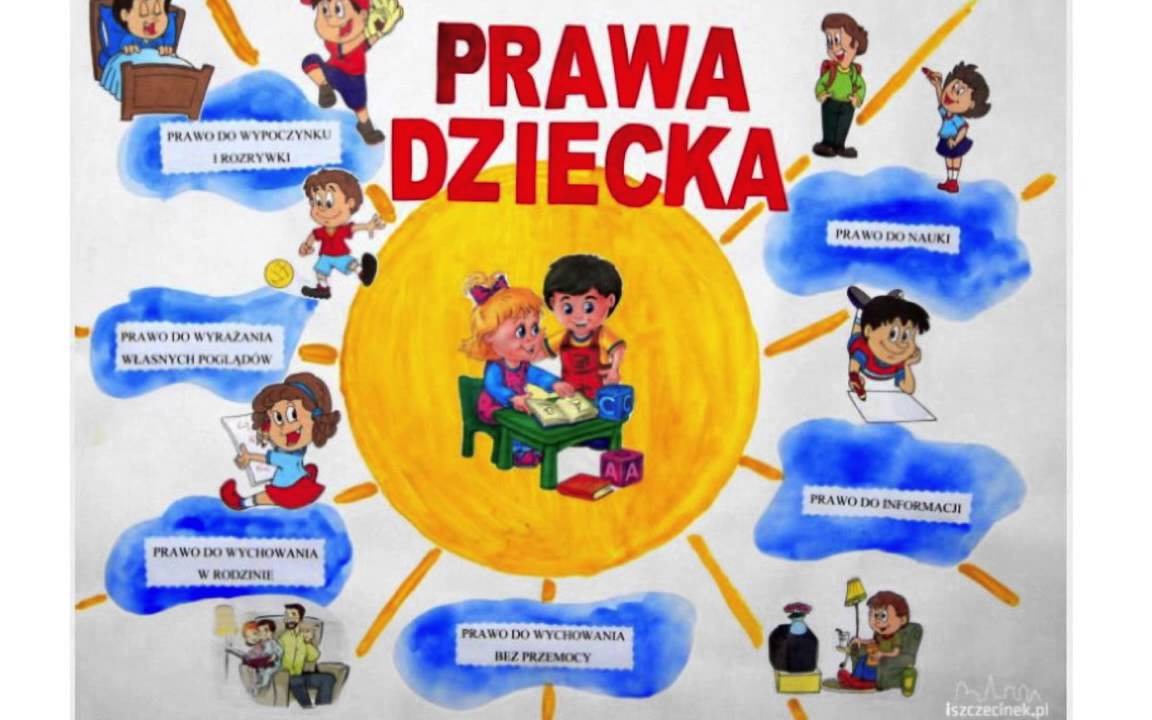 PRAWA
DZIECKA
PRAWO DO WYPOCZYNKU
I ROZRYWKI
PRAWO DO NAUKI
PRAWO DO WYRAŻANIA
WŁASNYCH POGLĄDÓW
PRAWO DO INFORMACJI
PRAWO DO WYCHOWANIA
W RODZINIE
PRAWO DO WYCHOWANIA
BEZ PRZEMOCY
C
A A
iszczecinek.pl